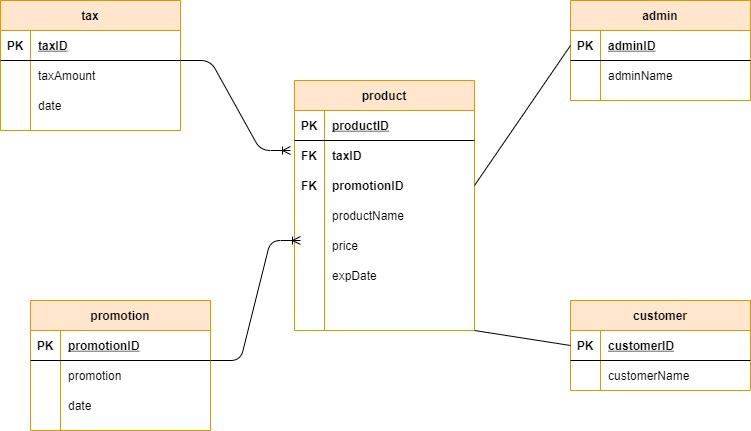 tax
PK taxID
taxAmount
date
admin
PK adminID
adminName
product
PK productID
FK taxID
FK promotionID
productName
price
expDate
promotion
PK promotionID
promotion
date
customer
PK customerID
customerName